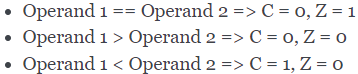 • Operand 1 == Operand 2 => C = 0, Z = 1
• Operand 1 > Operand 2 => C = 0, Z = 0
• Operand 1 < Operand 2 => C = 1, Z = 0